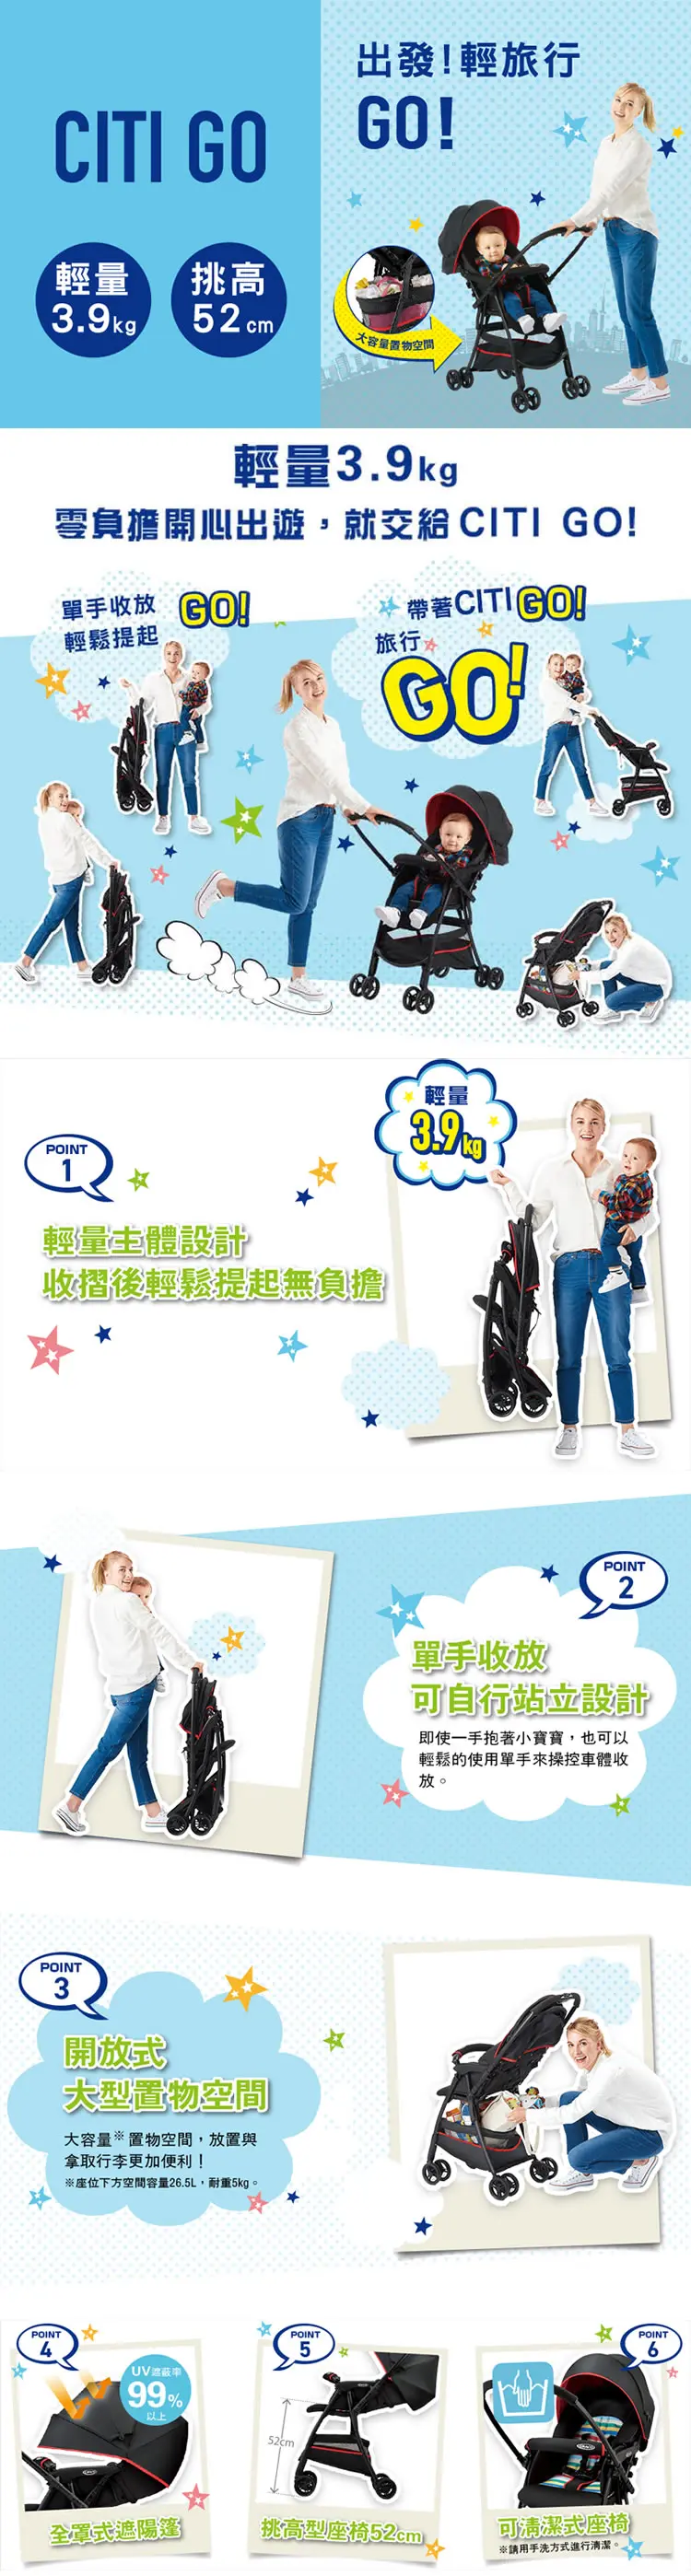 CITI GO
輕量
3.9kg
挑高
52cm
出發!輕旅行
GO!
大容量置物空間
輕量3.9kg
零負擔開心出遊，就交給CITI GO!
單手收放
輕鬆提起
GO!
帶著CITI GO!
旅行
GO!
輕量
3.9kg
POINT
1
輕量主體設計
收摺後輕鬆提起無負擔
POINT
2
單手收放
可自行站立設計
即使一手抱著小寶寶，也可以
輕鬆的使用單手來操控車體收
放。
POINT
3
開放式
大型置物空間
大容量※置物空間，放置與
拿取行李更加便利！
※座位下方空間容量26.5L，耐重5kg。
POINT
4
UV遮蔽率
99%
以上
全罩式遮陽篷
POINT
5
52cm
挑高型座椅52cm
POINT
6
可清潔式座椅
※請用手洗方式進行清潔。